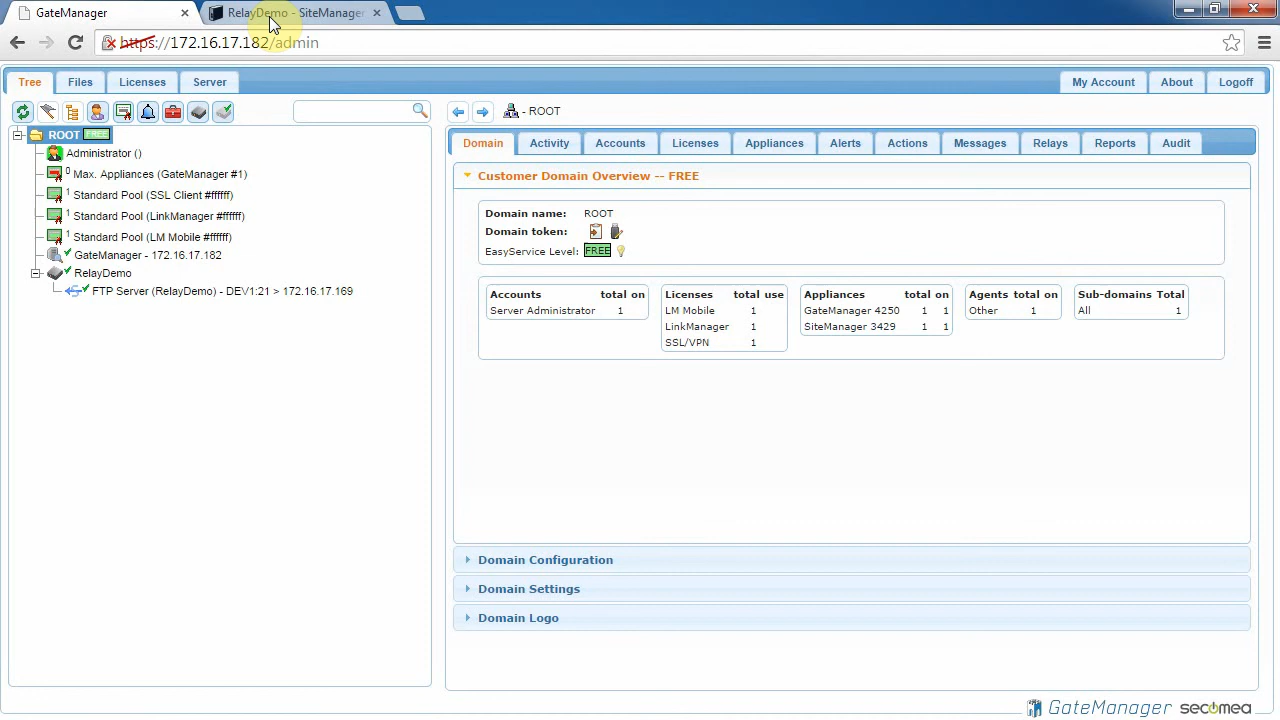 GateManager
RelayDemo - SiteManager
https://172.16.17.182/admin
Tree Files Licenses Server My Account About Logoff
- ROOT
ROOT FREE
Administrator ()
0 Max. Appliances (GateManager #1)
1 Standard Pool (SSL Client #ffffff)
1 Standard Pool (LinkManager #ffffff)
1 Standard Pool (LM Mobile #ffffff)
GateManager - 172.16.17.182
RelayDemo
FTP Server (RelayDemo) - DEV1:21 > 172.16.17.169
Domain Activity Accounts Licenses Appliances Alerts Actions Messages Relays Reports Audit
Customer Domain Overview -- FREE
Domain name: ROOT
Domain token:
EasyService Level: FREE
Accounts total on
Server Administrator 1
Licenses total use
LM Mobile 1
LinkManager 1
SSL/VPN 1
Appliances total on
GateManager 4250 1 1
SiteManager 3429 1 1
Agents total on
Other 1
Sub-domains Total
All 1
Domain Configuration
Domain Settings
Domain Logo
GateManager secomea